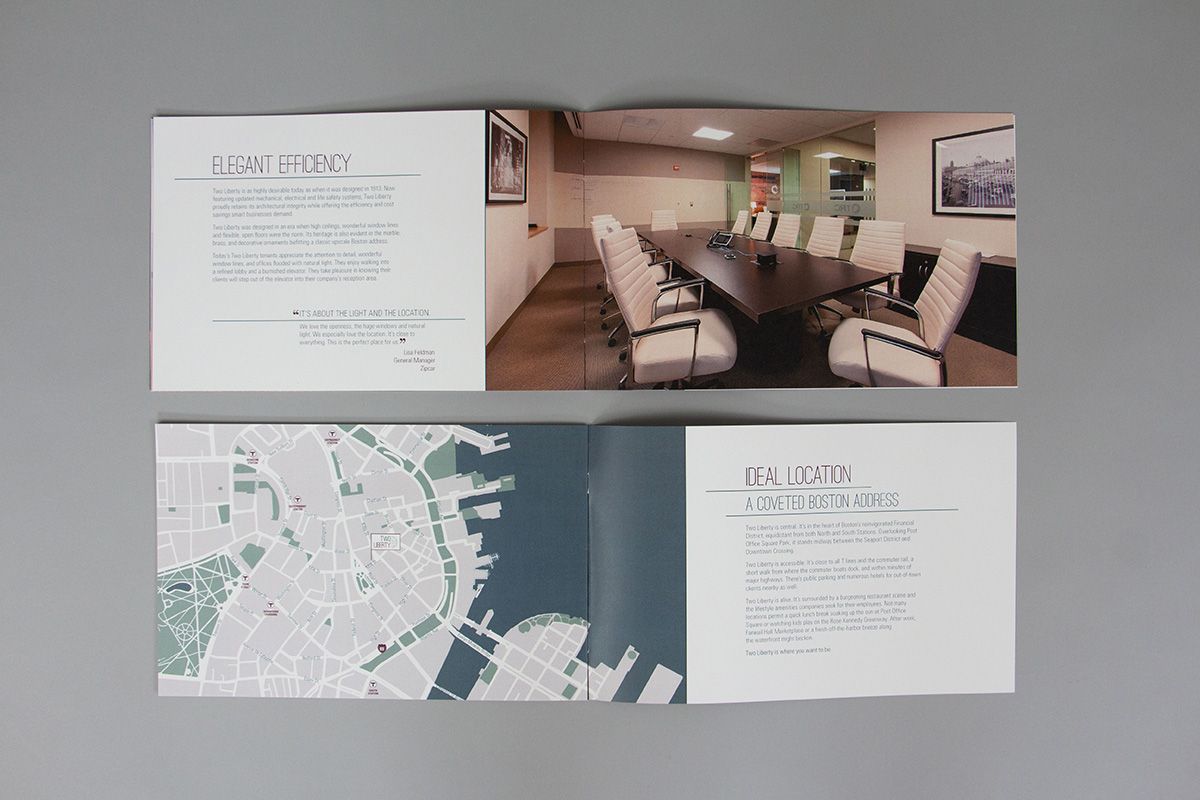 ELEGANT EFFICIENCY
Two Liberty is as highly desirable today as when it was designed in 1913. Now
featuring updated mechanical, electrical and life safety systems, Two Liberty
proudly retains its architectural integrity while offering the efficiency and cost
savings smart businesses demand.
Two Liberty was designed in an era when high ceilings, wonderful window lines
and flexible, open floors were the norm. Its heritage is also evident in the marble,
brass, and decorative ornaments befitting a classic upscale Boston address.
Today's Two Liberty tenants appreciate the attention to detail, wonderful
window lines, and offices flooded with natural light. They enjoy walking into
a refined lobby and a burnished elevator. They take pleasure in knowing their
clients will step out of the elevator into their company's reception area.
“IT'S ABOUT THE LIGHT AND THE LOCATION.
We love the openness, the huge windows and natural
light. We especially love the location. It's close to
everything. This is the perfect place for us.”
Lisa Feldman
General Manager
Zipcar
TWO
LIBERTY
SOUTH
STATION
IDEAL LOCATION
A COVETED BOSTON ADDRESS
Two Liberty is central. It's in the heart of Boston's reinvigorated Financial
District, equidistant from both North and South Stations. Overlooking Post
Office Square Park, it stands midway between the Seaport District and
Downtown Crossing.
Two Liberty is accessible. It's close to all T lines and the commuter rail, a
short walk from where the commuter boats dock, and within minutes of
major highways. There's public parking and numerous hotels for out-of-town
clients nearby as well.
Two Liberty is alive. It's surrounded by a burgeoning restaurant scene and
the lifestyle amenities companies seek for their employees. Not many
locations permit a quick lunch break soaking up the sun at Post Office
Square or watching kids play on the Rose Kennedy Greenway. After work,
Faneuil Hall Marketplace or a fresh-off-the-harbor breeze along
the waterfront might beckon.
Two Liberty is where you want to be.